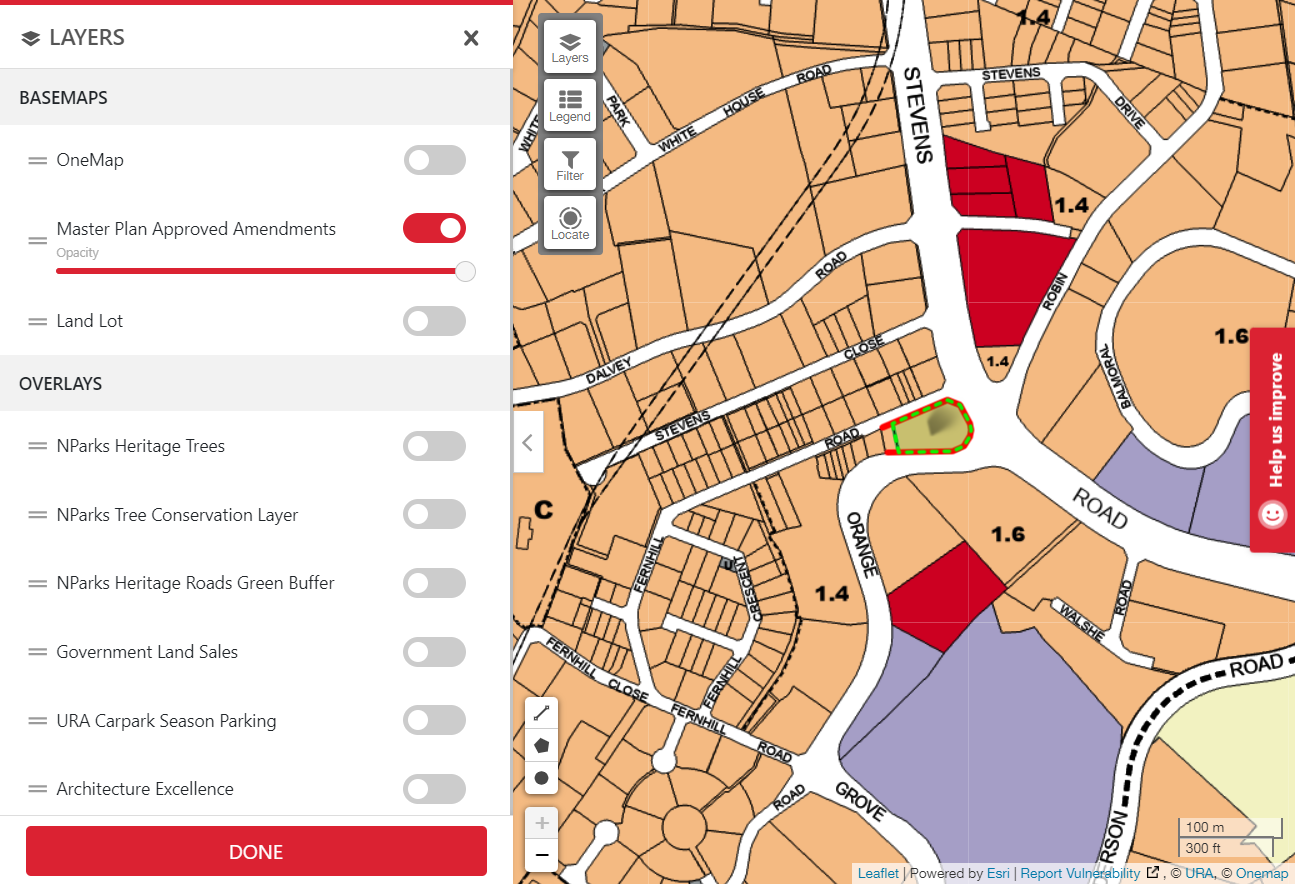 LAYERS
BASEMAPS
OneMap
Master Plan Approved Amendments
Opacity
Land Lot
OVERLAYS
NParks Heritage Trees
NParks Tree Conservation Layer
NParks Heritage Roads Green Buffer
Government Land Sales
URA Carpark Season Parking
Architecture Excellence
DONE
Layers
Legend
Filter
Locate
1.4
STEVENS
STEVENS
DRIVE
WHITE HOUSE ROAD
WHITE
PARK
1.4
ROBIN
1.6
BALMORAL
DALVEY ROAD
STEVENS CLOSE
1.4
ROAD
C
ROAD
ORANGE
1.6
1.4
FERNHILL
CRESCENT
FERNHILL
FERNHILL CLOSE
FERNHILL ROAD
ROAD
GROVE
WALSHE
ROAD
ROAD
ERSON
Help us improve
100 m
300 ft
Leaflet | Powered by Esri | Report Vulnerability , © URA, © Onemap